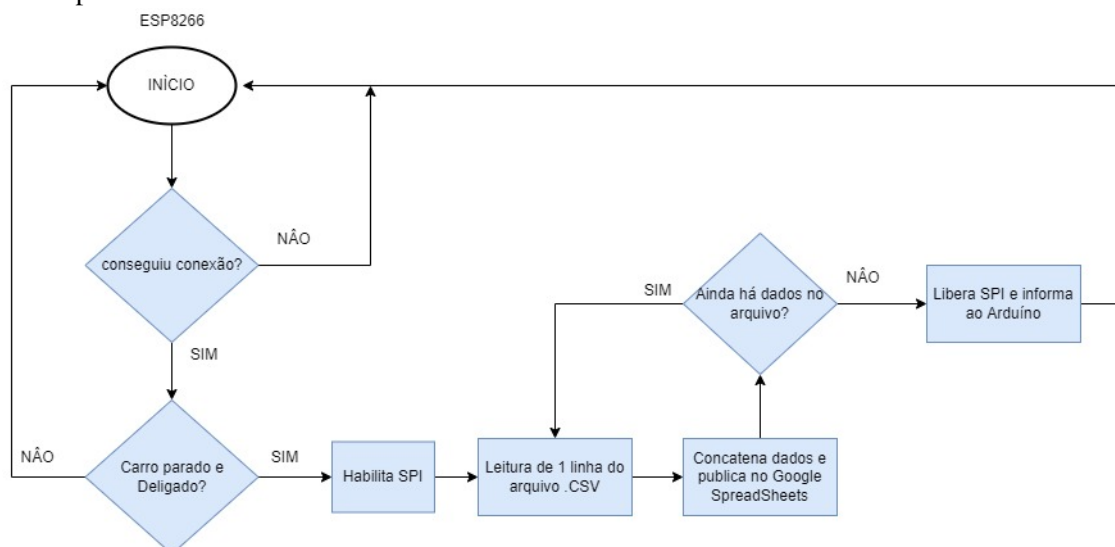 ESP8266
INÌCIO
conseguiu conexão?
NÂO
SIM
Carro parado e
Deligado?
NÂO
SIM
Habilita SPI
Leitura de 1 linha do
arquivo .CSV
Concatena dados e
publica no Google
SpreadSheets
Ainda há dados no
arquivo?
SIM
NÂO
Libera SPI e informa
ao Arduíno